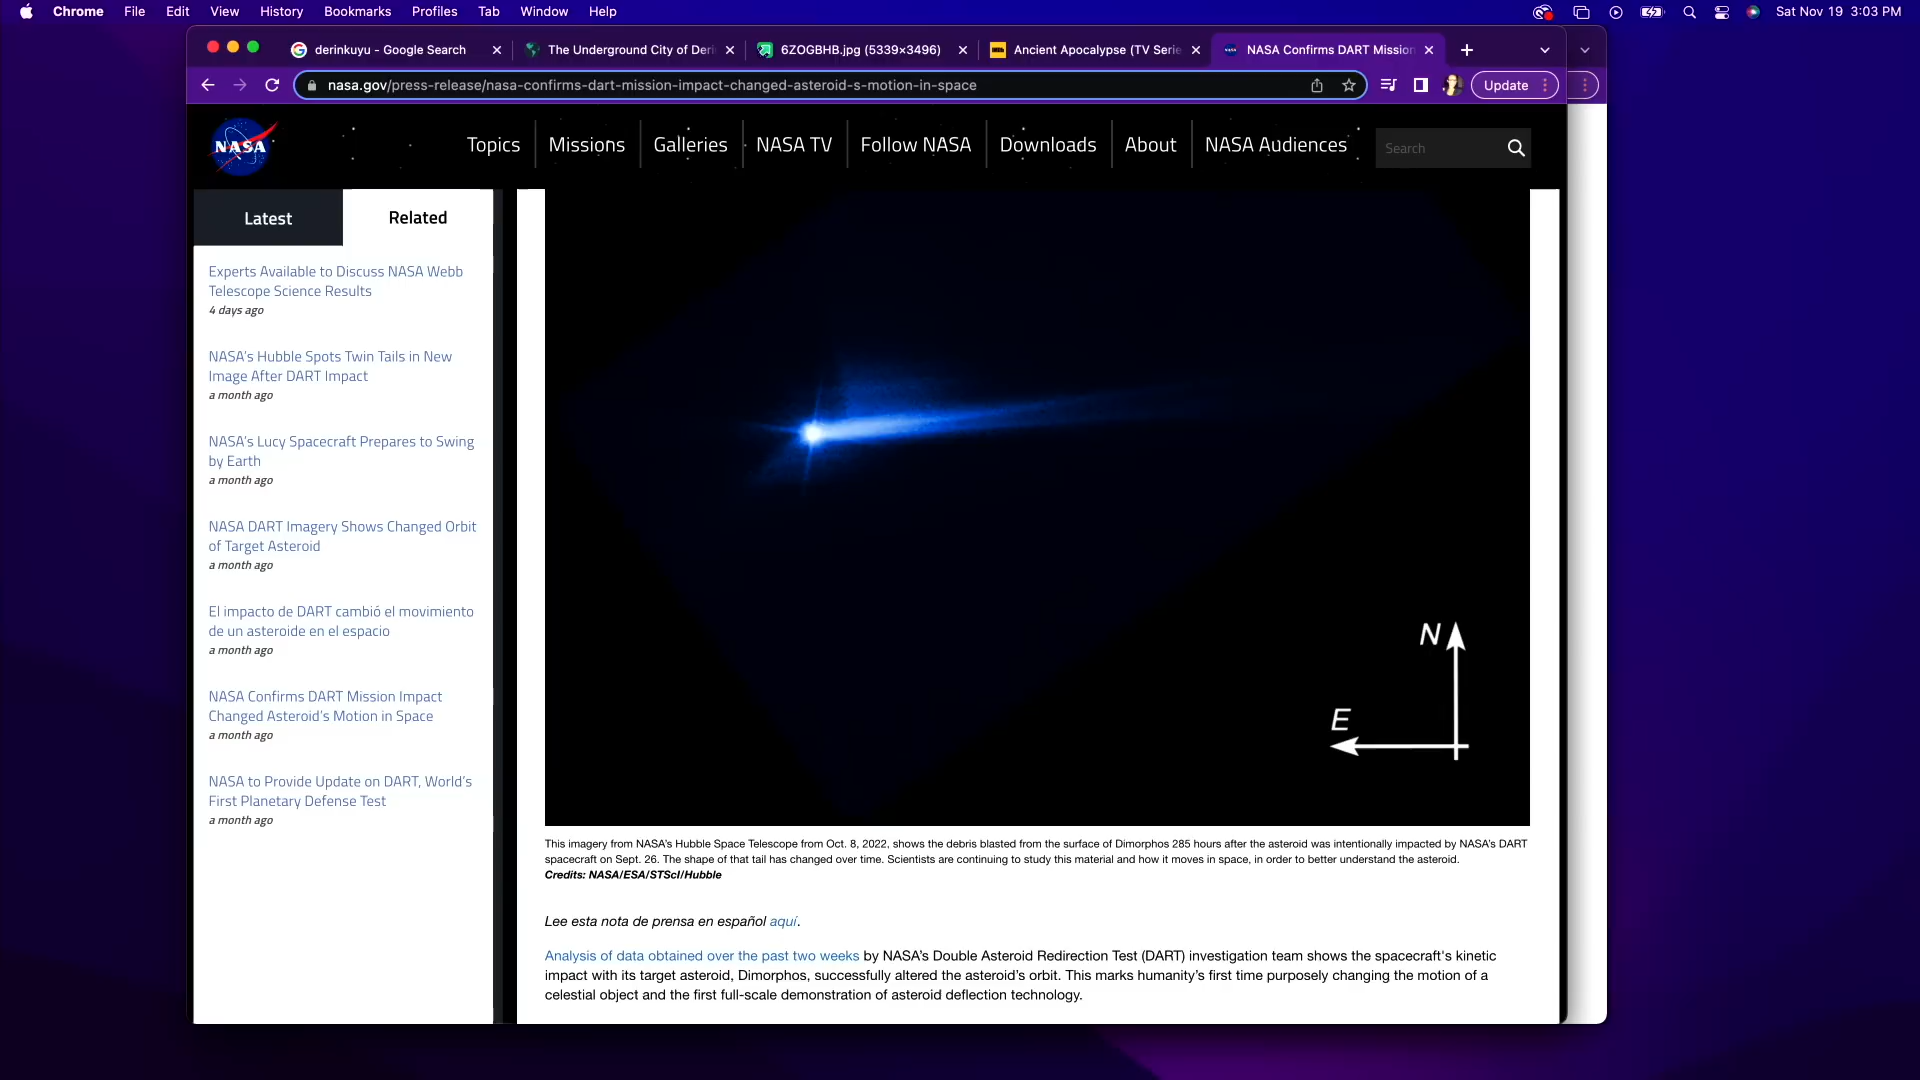 Chrome File Edit View History Bookmarks Profiles Tab Window Help Sat Nov 19 3:03 PM
derinkuyu - Google Search The Underground City of Deri 6ZOGBHB.jpg (5339×3496) Ancient Apocalypse (TV Serie NASA Confirms DART Mission
nasa.gov/press-release/nasa-confirms-dart-mission-impact-changed-asteroid-s-motion-in-space Update
NASA Topics Missions Galleries NASA TV Follow NASA Downloads About NASA Audiences Search
Latest Related
Experts Available to Discuss NASA Webb
Telescope Science Results
4 days ago
NASA's Hubble Spots Twin Tails in New
Image After DART Impact
a month ago
NASA's Lucy Spacecraft Prepares to Swing
by Earth
a month ago
NASA DART Imagery Shows Changed Orbit
of Target Asteroid
a month ago
El impacto de DART cambió el movimiento
de un asteroide en el espacio
a month ago
NASA Confirms DART Mission Impact
Changed Asteroid's Motion in Space
a month ago
NASA to Provide Update on DART, World's
First Planetary Defense Test
a month ago
N
E
This imagery from NASA's Hubble Space Telescope from Oct. 8, 2022, shows the debris blasted from the surface of Dimorphos 285 hours after the asteroid was intentionally impacted by NASA's DART
spacecraft on Sept. 26. The shape of that tail has changed over time. Scientists are continuing to study this material and how it moves in space, in order to better understand the asteroid.
Credits: NASA/ESA/STScI/Hubble
Lee esta nota de prensa en español aquí.
Analysis of data obtained over the past two weeks by NASA's Double Asteroid Redirection Test (DART) investigation team shows the spacecraft's kinetic
impact with its target asteroid, Dimorphos, successfully altered the asteroid's orbit. This marks humanity's first time purposely changing the motion of a
celestial object and the first full-scale demonstration of asteroid deflection technology.